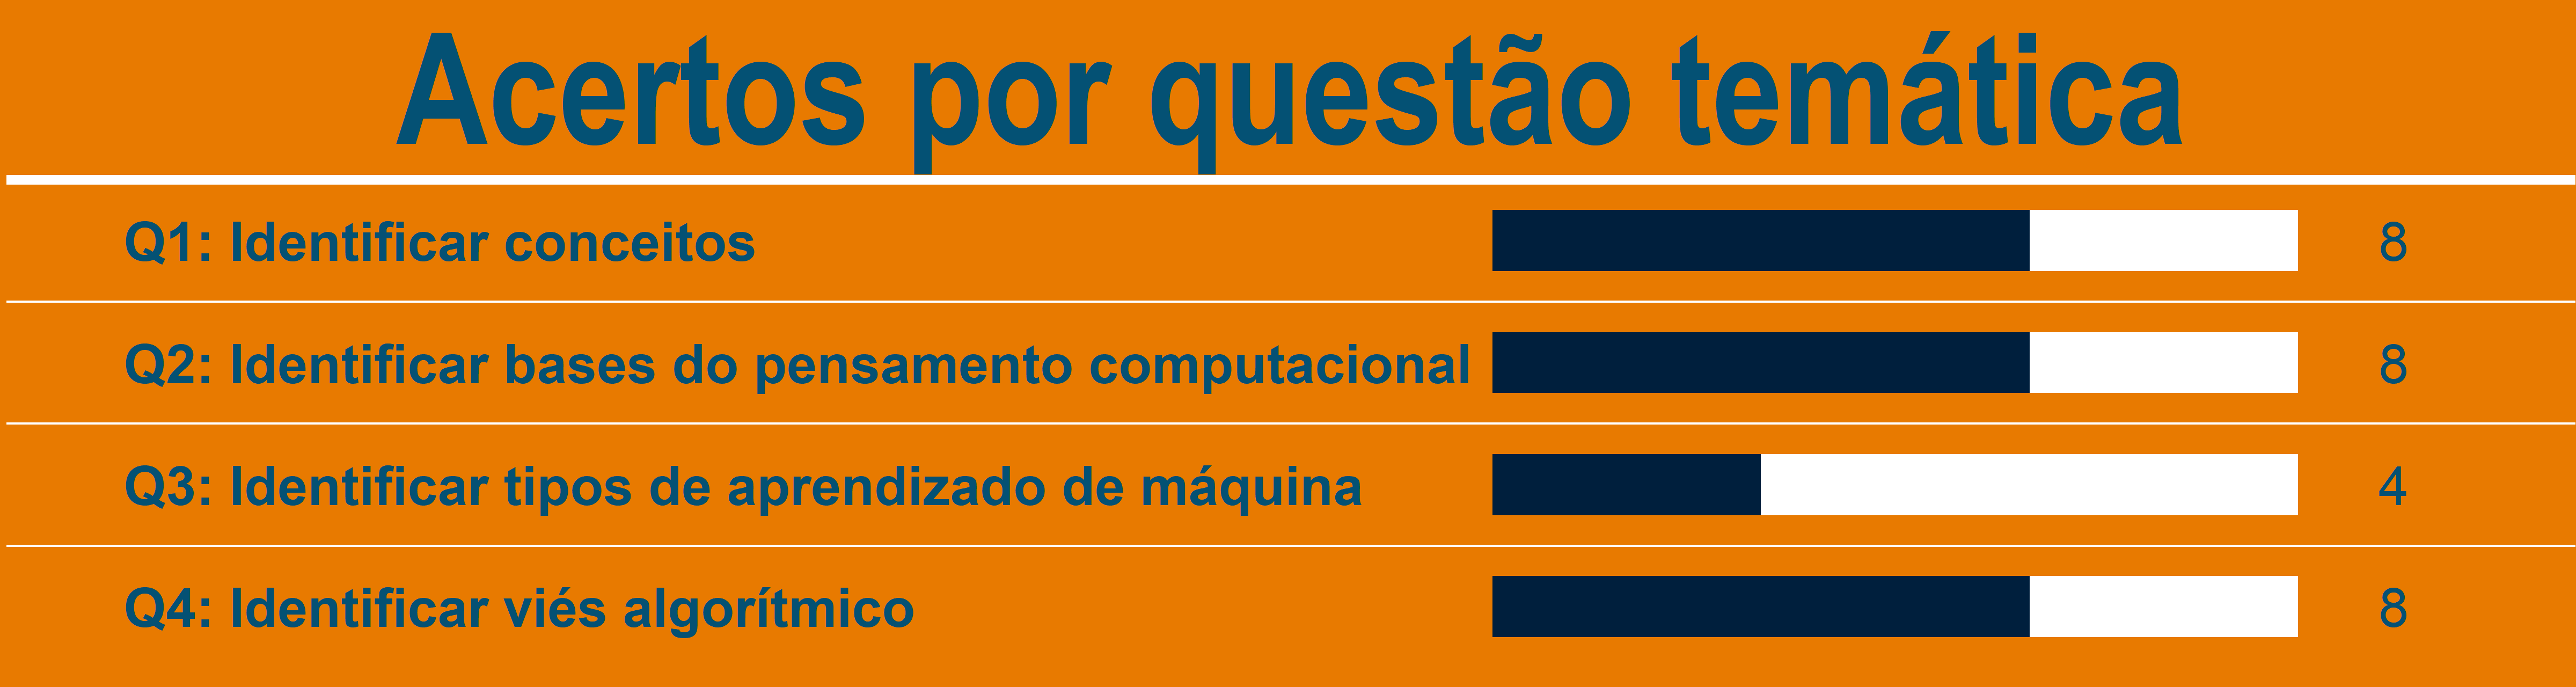 Acertos por questão temática
Q1: Identificar conceitos 8
Q2: Identificar bases do pensamento computacional 8
Q3: Identificar tipos de aprendizado de máquina 4
Q4: Identificar viés algorítmico 8